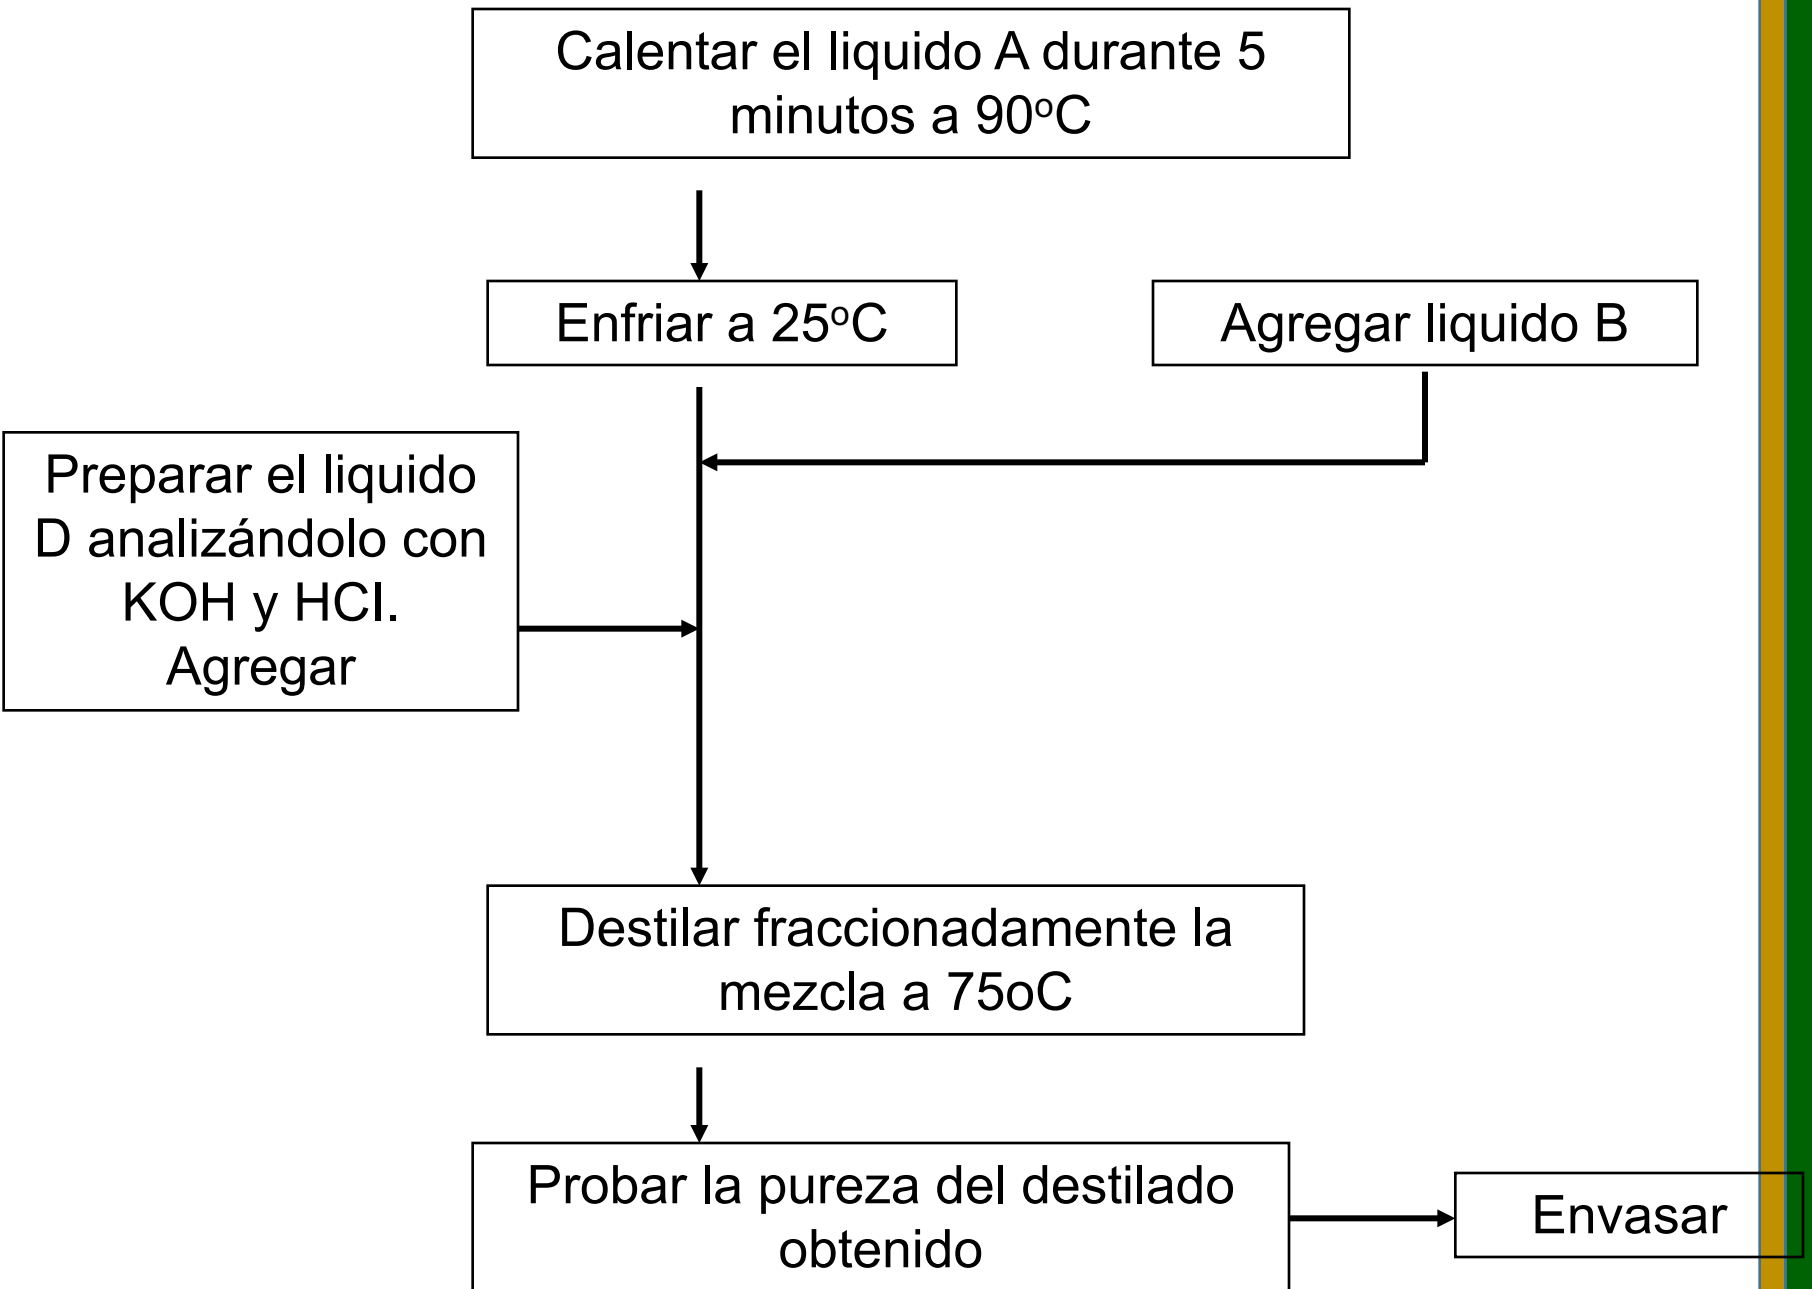 Calentar el liquido A durante 5
minutos a 90ºC
Enfriar a 25ºC
Agregar liquido B
Preparar el liquido
D analizándolo con
KOH y HCl.
Agregar
Destilar fraccionadamente la
mezcla a 75oC
Probar la pureza del destilado
obtenido
Envasar